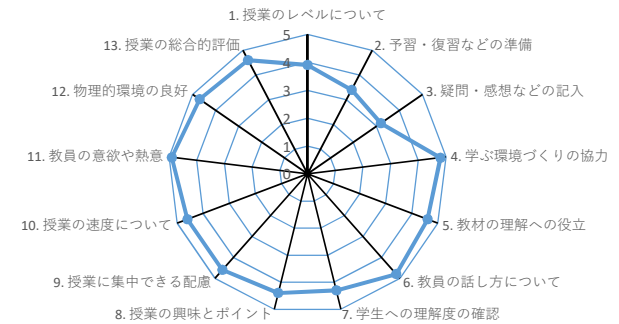 1. 授業のレベルについて
2. 予習・復習などの準備
3. 疑問・感想などの記入
4. 学ぶ環境づくりの協力
5. 教材の理解への役立
6. 教員の話し方について
7. 学生への理解度の確認
8. 授業の興味とポイント
9. 授業に集中できる配慮
10. 授業の速度について
11. 教員の意欲や熱意
12. 物理的環境の良好
13. 授業の総合的評価
5
4
3
2
1
0